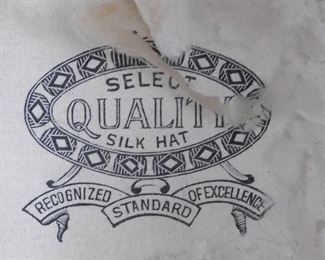 SELECT
QUALITY
SILK HAT
RECOGNIZED STANDARD OF EXCELLENCE